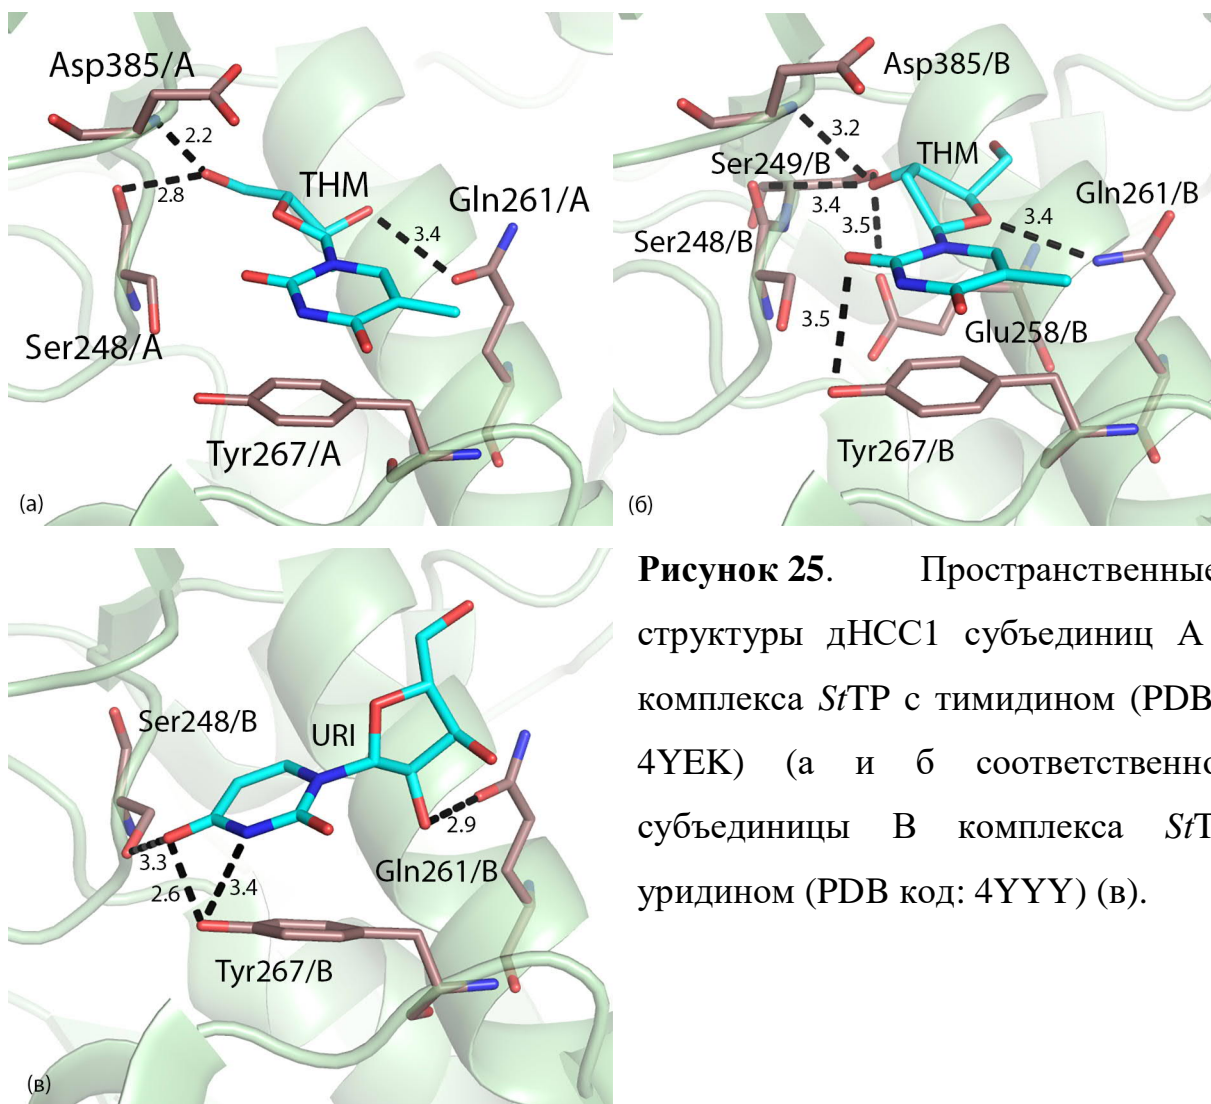 Asp385/A
2.2
2.8
THM
Gln261/A
3.4
Ser248/A
Tyr267/A
(а)
Asp385/B
3.2
Ser249/B
THM
Gln261/B
3.4
3.5
3.4
Ser248/B
3.5
Glu258/B
Tyr267/B
(б)
Ser248/B
URI
2.9
3.3
2.6
3.4
Gln261/B
Tyr267/B
(в)
Рисунок 25. Пространственные
структуры дНСС1 субъединиц А
комплекса StTP с тимидином (PDB
4YEK) (а и б соответственно
субъединицы В комплекса StT
уридином (PDB код: 4YYY) (в).